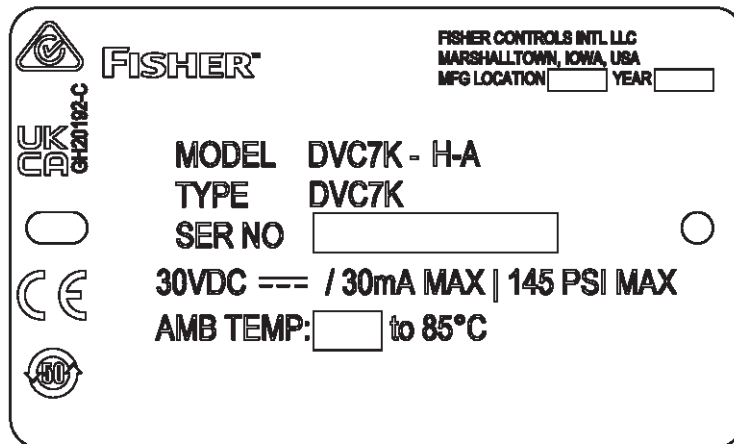 FISHER™
FISHER CONTROLS INTL LLC
MARSHALLTOWN, IOWA, USA
MFG LOCATION YEAR
UK
CA
GH20192-C
MODEL DVC7K - H-A
TYPE DVC7K
SER NO
30VDC / 30mA MAX | 145 PSI MAX
AMB TEMP: to 85°C
CE
50